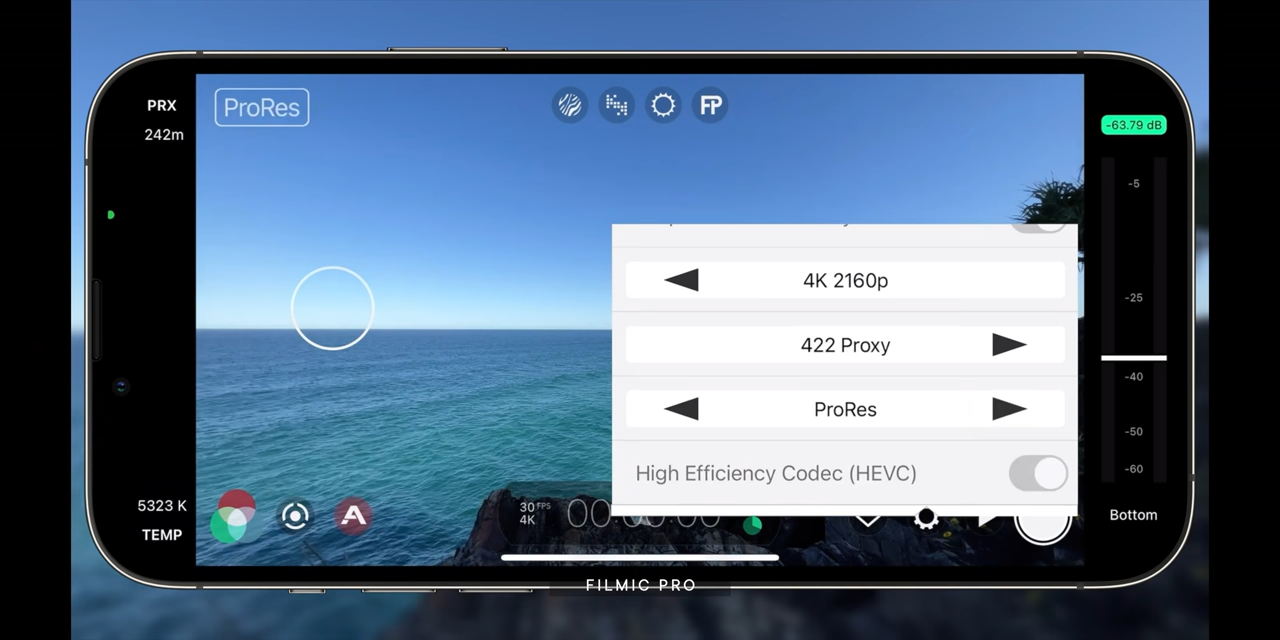 PRX
242m
ProRes
FP
-63.79 dB
-5
-25
-40
-50
-60
4K 2160p
422 Proxy
ProRes
High Efficiency Codec (HEVC)
5323 K
TEMP
A
30 FPS
4K
Bottom
FILMIC PRO